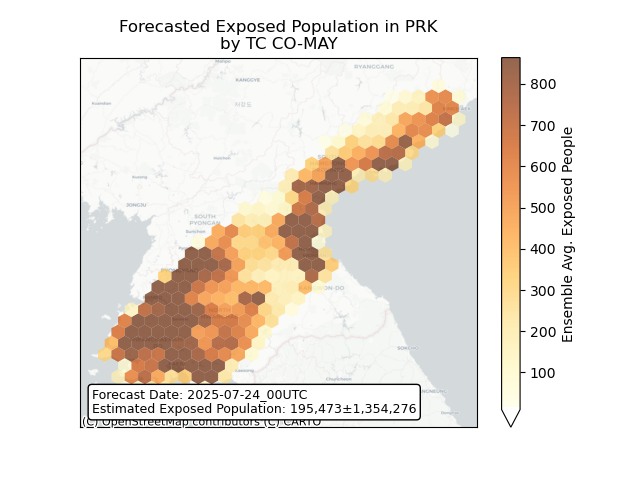 Forecasted Exposed Population in PRK
by TC CO-MAY
RYANGGANG
KANGGYE
SOUTH
PYONGAN
800
700
600
500
400
300
200
100
Ensemble Avg. Exposed People
Forecast Date: 2025-07-24_00UTC
Estimated Exposed Population: 195,473±1,354,276
(C) OpenStreetMap contributors (C) CARTO